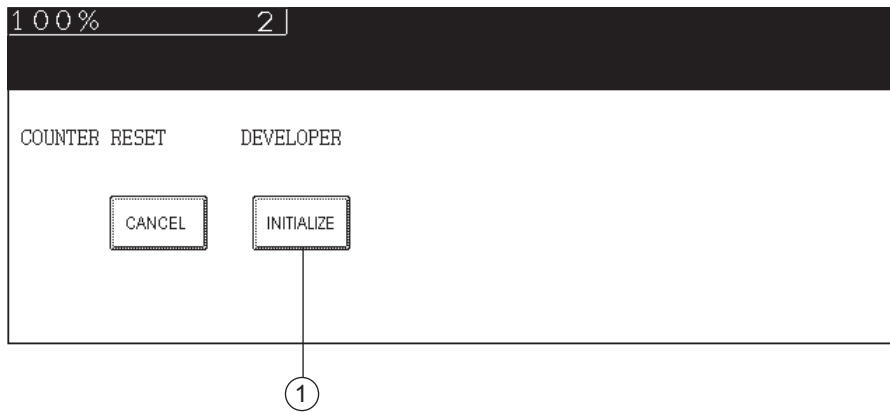 100% 2
COUNTER RESET DEVELOPER
CANCEL INITIALIZE
1